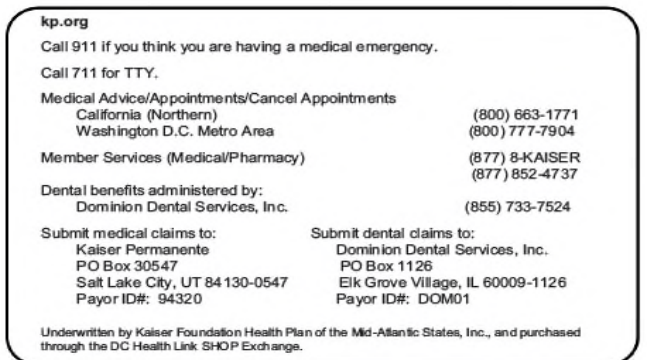 kp.org
Call 911 if you think you are having a medical emergency.
Call 711 for TTY.
Medical Advice/Appointments/Cancel Appointments
California (Northern) (800) 663-1771
Washington D.C. Metro Area (800) 777-7904
Member Services (Medical/Pharmacy) (877) 8-KAISER
(877) 852-4737
Dental benefits administered by:
Dominion Dental Services, Inc. (855) 733-7524
Submit medical claims to: Submit dental claims to:
Kaiser Permanente Dominion Dental Services, Inc.
PO Box 30547 PO Box 1126
Salt Lake City, UT 84130-0547 Elk Grove Village, IL 60009-1126
Payor ID#: 94320 Payor ID#: DOM01
Underwritten by Kaiser Foundation Health Plan of the Mid-Atlantic States, Inc., and purchased
through the DC Health Link SHOP Exchange.